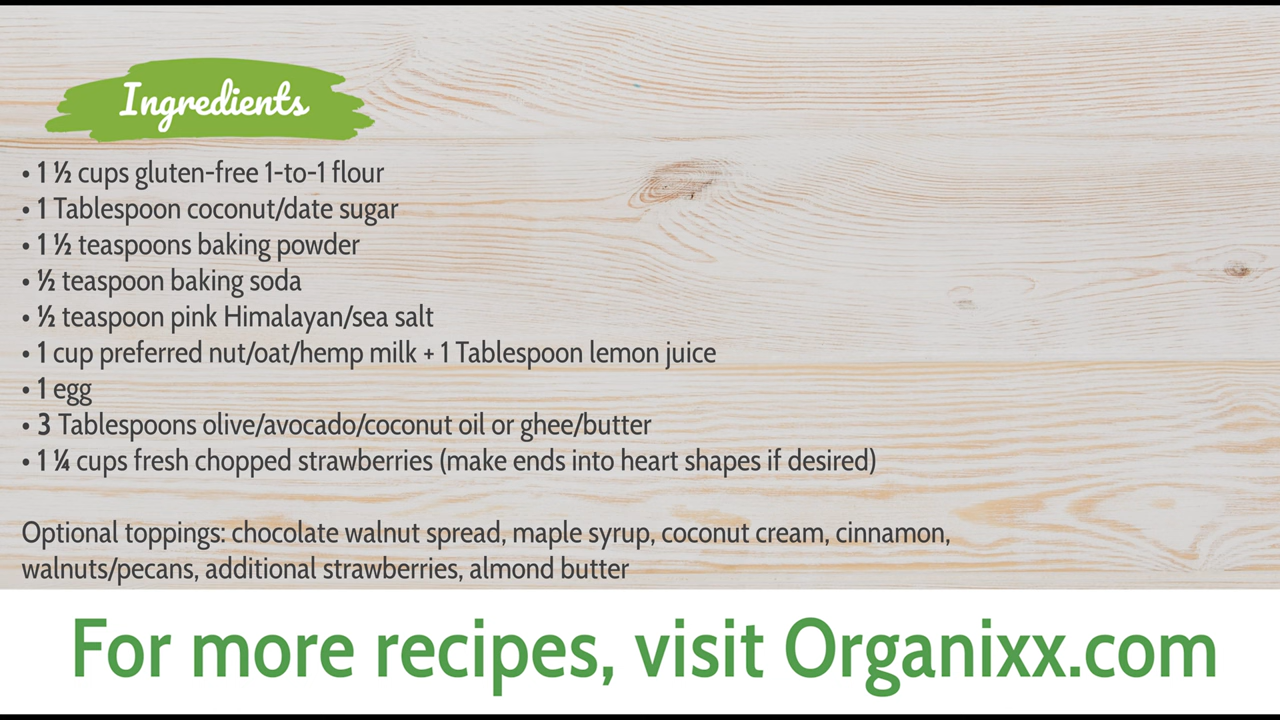 Ingredients
• 1 ½ cups gluten-free 1-to-1 flour
• 1 Tablespoon coconut/date sugar
• 1 ½ teaspoons baking powder
• ½ teaspoon baking soda
• ½ teaspoon pink Himalayan/sea salt
• 1 cup preferred nut/oat/hemp milk + 1 Tablespoon lemon juice
• 1 egg
• 3 Tablespoons olive/avocado/coconut oil or ghee/butter
• 1 ¼ cups fresh chopped strawberries (make ends into heart shapes if desired)
Optional toppings: chocolate walnut spread, maple syrup, coconut cream, cinnamon,
walnuts/pecans, additional strawberries, almond butter
For more recipes, visit Organixx.com